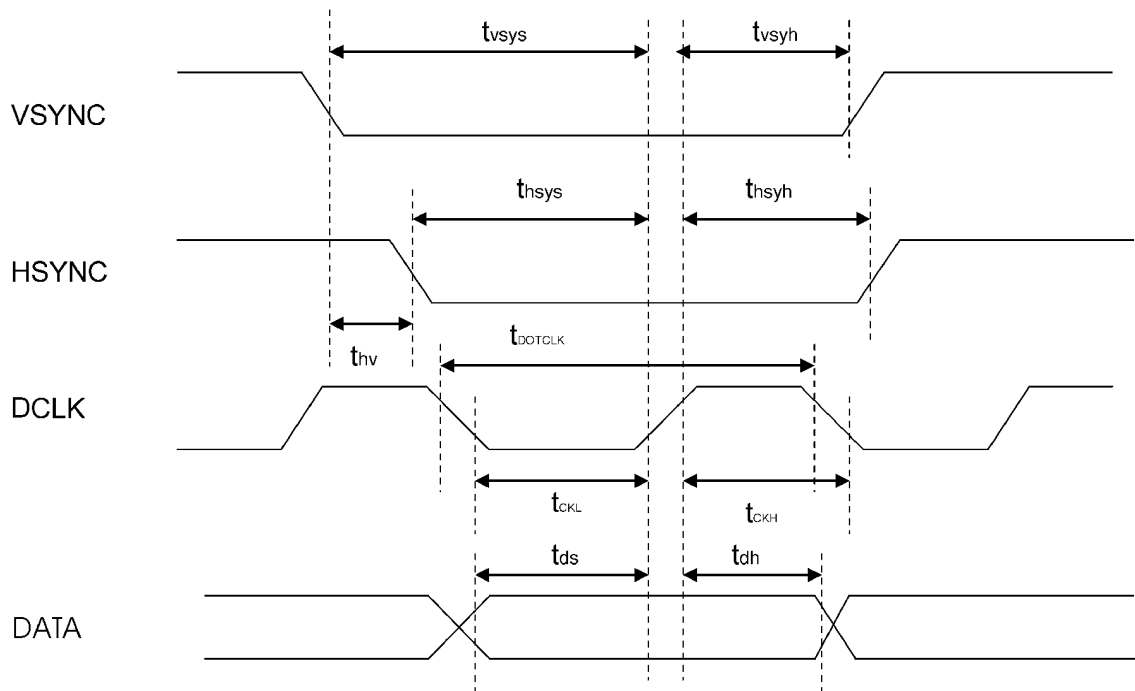 tvsys
tvsyh
VSYNC
thsys
thsyh
HSYNC
tDOTCLK
thv
DCLK
tCKL
tCKH
tds
tdh
DATA